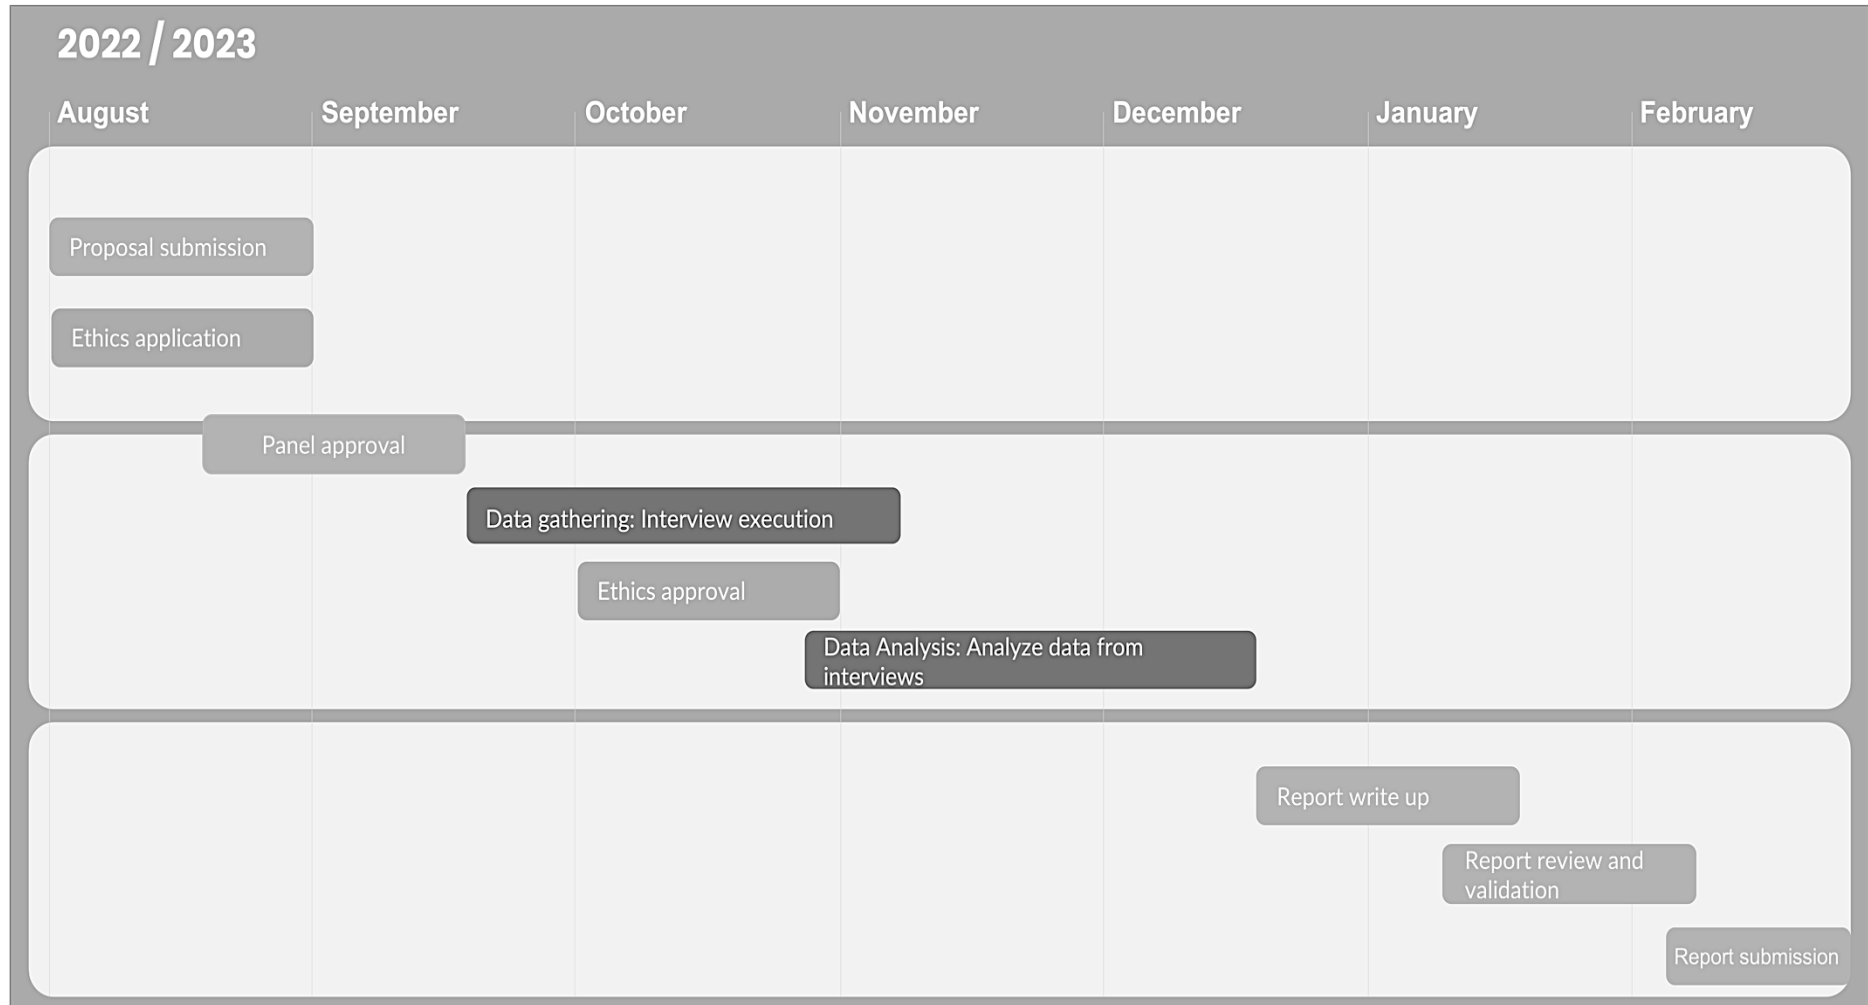 2022 / 2023
August
September
October
November
December
January
February
Proposal submission
Ethics application
Panel approval
Data gathering: Interview execution
Ethics approval
Data Analysis: Analyze data from
interviews
Report write up
Report review and
validation
Report submission